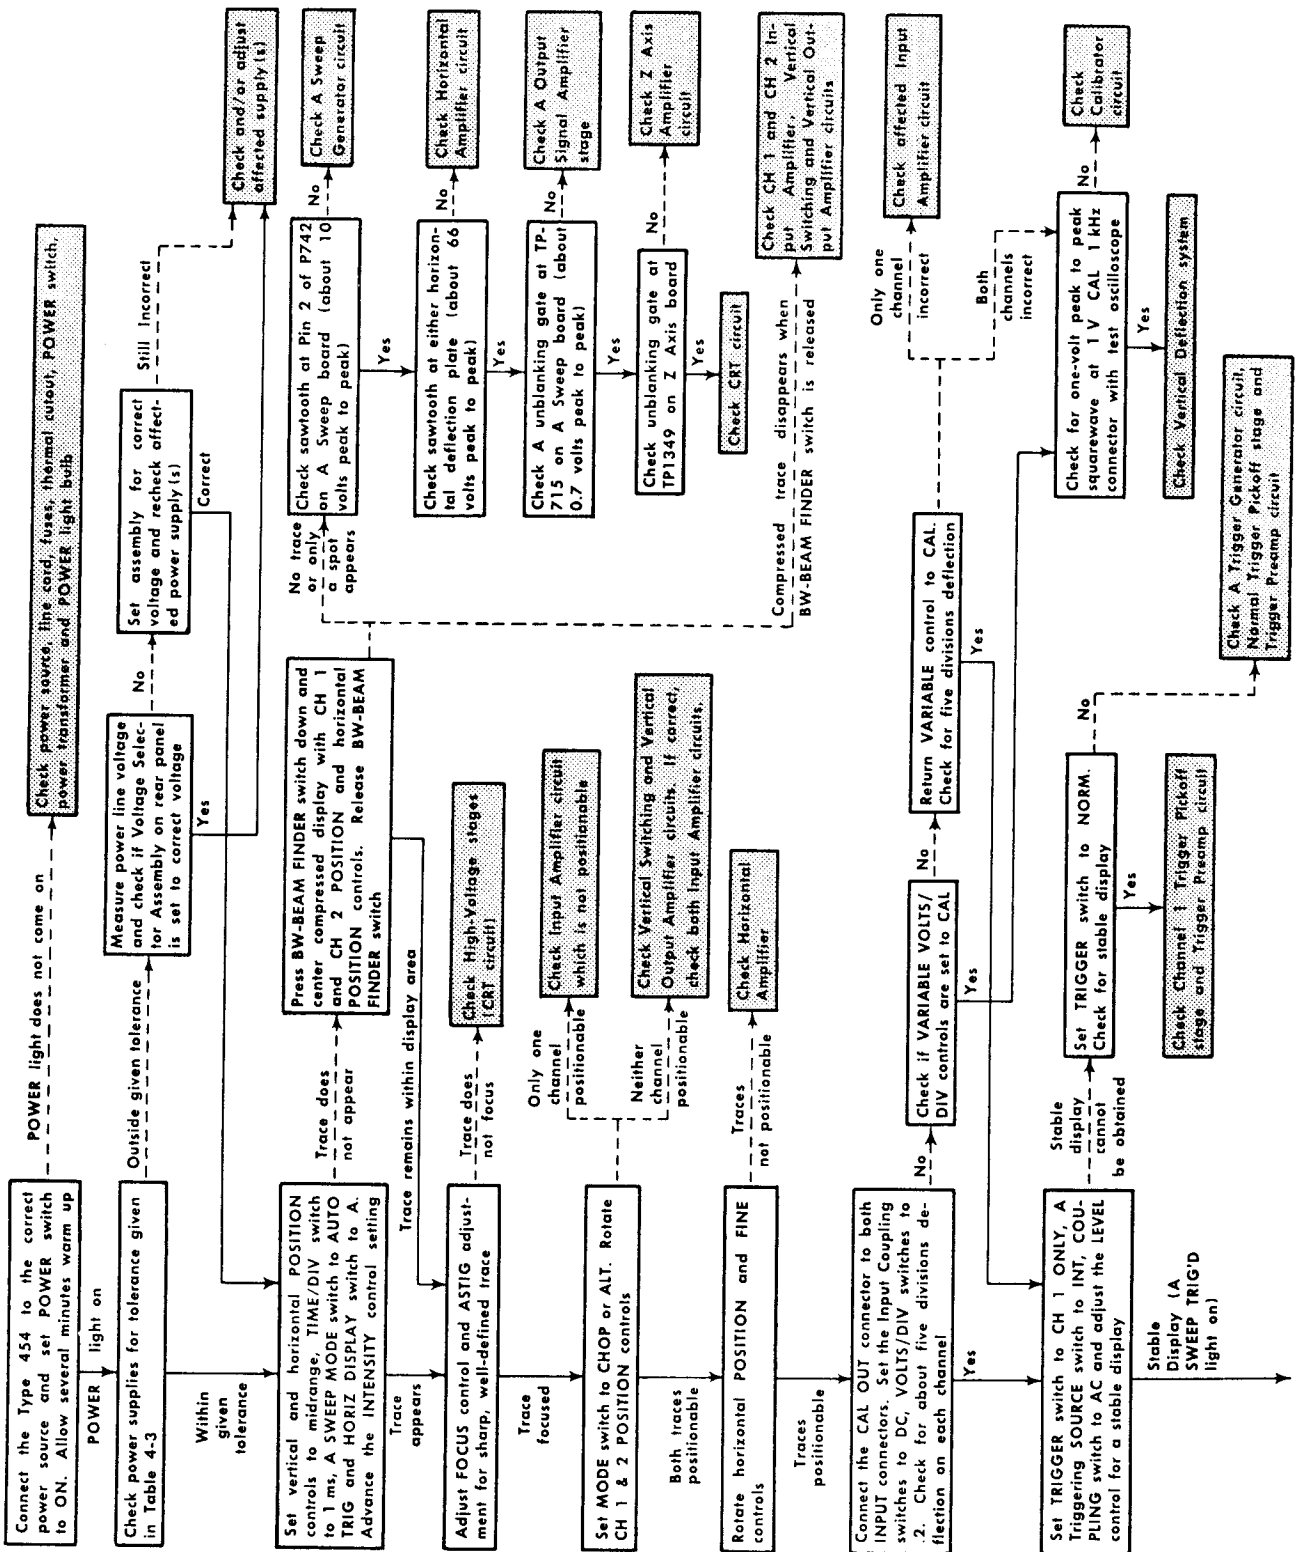 Connect the Type 454 to the correct
power source and set POWER switch
to ON. Allow several minutes warm up
POWER light does not come on
Check power source, line cord, fuses, thermal cutout, POWER switch,
power transformer and POWER light bulb
POWER light on
Check power supplies for tolerance given
in Table 4-3
Outside given tolerance
Measure power line voltage
and check if Voltage Selec-
tor Assembly on rear panel
is set to correct voltage
No
Set assembly for correct
voltage and recheck affect-
ed power supply(s)
Still Incorrect
Check and/or adjust
affected supply(s)
Yes
Correct
Within
given
tolerance
Set vertical and horizontal POSITION
controls to midrange, TIME/DIV switch
to 1 ms, A SWEEP MODE switch to AUTO
TRIG and HORIZ DISPLAY switch to A.
Advance the INTENSITY control setting
Trace does
not appear
Press BW-BEAM FINDER switch down and
center compressed display with CH 1
and CH 2 POSITION and horizontal
POSITION controls. Release BW-BEAM
FINDER switch
No trace
or only
a spot
appears
Check sawtooth at Pin 2 of P742
on A Sweep board (about 10
volts peak to peak)
No
Check A Sweep
Generator circuit
Yes
Check sawtooth at either horizon-
tal deflection plate (about 66
volts peak to peak)
No
Check Horizontal
Amplifier circuit
Yes
Check A unblanking gate at TP-
715 on A Sweep board (about
0.7 volts peak to peak)
No
Check A Output
Signal Amplifier
stage
Yes
Check unblanking gate at
TP1349 on Z Axis board
No
Check Z Axis
Amplifier
circuit
Yes
Check CRT circuit
Compressed trace disappears when
BW-BEAM FINDER switch is released
Check CH 1 and CH 2 In-
put Amplifier, Vertical
Switching and Vertical Out-
put Amplifier circuits
Trace remains within display area
Trace
appears
Adjust FOCUS control and ASTIG adjust-
ment for sharp, well-defined trace
Trace does
not focus
Check High-Voltage stages
(CRT circuit)
Trace
focused
Set MODE switch to CHOP or ALT. Rotate
CH 1 & 2 POSITION controls
Only one
channel
positionable
Check Input Amplifier circuit
which is not positionable
Neither
channel
positionable
Check Vertical Switching and Vertical
Output Amplifier circuits. If correct,
check both Input Amplifier circuits.
Both traces
positionable
Rotate horizontal POSITION and FINE
controls
Traces
not positionable
Check Horizontal
Amplifier
Traces
positionable
Connect the CAL OUT connector to both
INPUT connectors. Set the Input Coupling
switches to DC, VOLTS/DIV switches to
.2. Check for about five divisions de-
flection on each channel
No
Check if VARIABLE VOLTS/
DIV controls are set to CAL
No
Return VARIABLE control to CAL.
Check for five divisions deflection
Only one
channel
incorrect
Check affected Input
Amplifier circuit
Both
channels
incorrect
Yes
Yes
Check for one-volt peak to peak
squarewave at 1 V CAL 1 kHz
connector with test oscilloscope
No
Check
Calibrator
circuit
Yes
Check Vertical Deflection system
Yes
Set TRIGGER switch to CH 1 ONLY, A
Triggering SOURCE switch to INT, COU-
PLING switch to AC and adjust the LEVEL
control for a stable display
Stable
display
cannot
be obtained
Set TRIGGER switch to NORM.
Check for stable display
No
Check A Trigger Generator circuit,
Normal Trigger Pickoff stage and
Trigger Preamp circuit
Yes
Check Channel 1 Trigger Pickoff
stage and Trigger Preamp circuit
Stable
Display (A
SWEEP TRIG'D
light on)